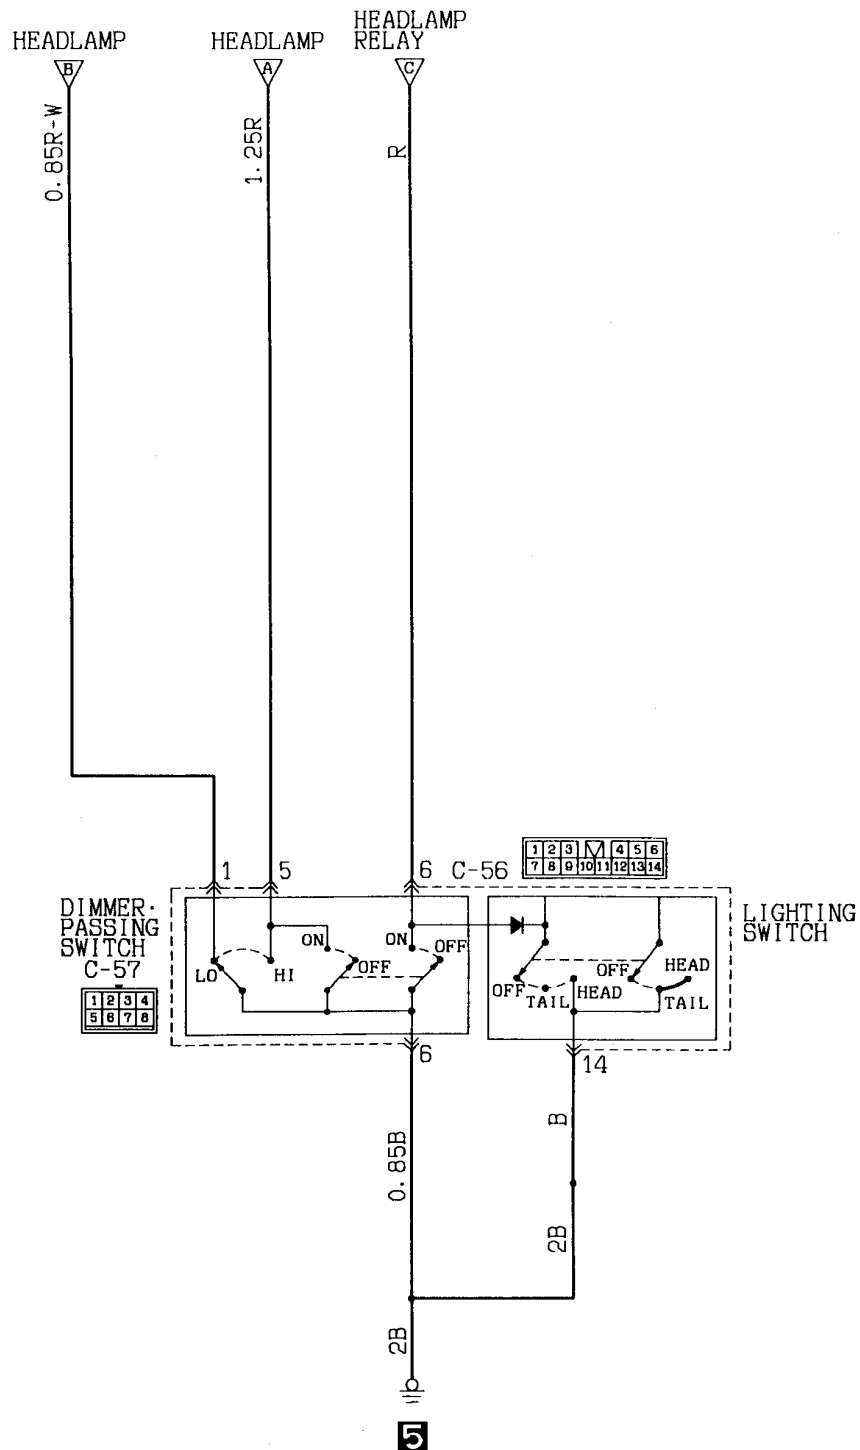 HEADLAMP
HEADLAMP
HEADLAMP
RELAY
B
A
C
0.85R-W
1.25R
R
1
5
6
C-56
1 2 3 4 5 6
7 8 9 10 11 12 13 14
DIMMER·
PASSING
SWITCH
C-57
1 2 3 4
5 6 7 8
LO
HI
ON
OFF
ON
OFF
OFF
TAIL
HEAD
OFF
HEAD
TAIL
LIGHTING
SWITCH
6
14
0.85B
B
2B
2B
5